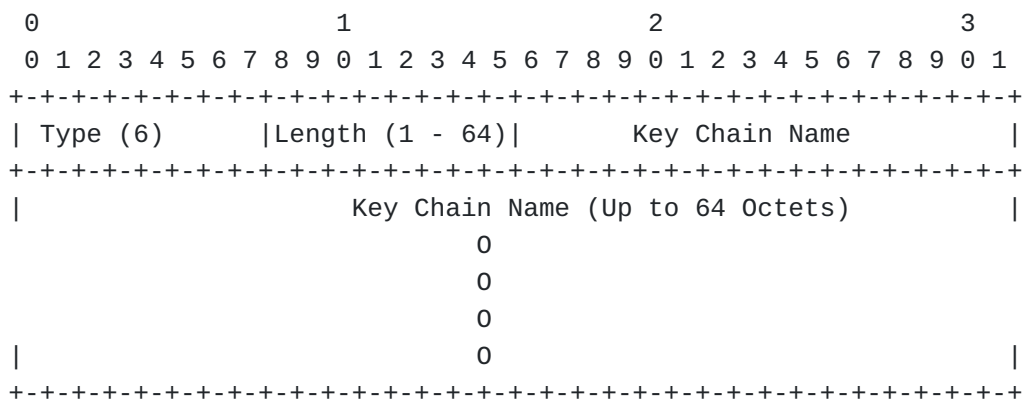 0                   1                   2                   3
 0 1 2 3 4 5 6 7 8 9 0 1 2 3 4 5 6 7 8 9 0 1 2 3 4 5 6 7 8 9 0 1
+-+-+-+-+-+-+-+-+-+-+-+-+-+-+-+-+-+-+-+-+-+-+-+-+-+-+-+-+-+-+-+-+
| Type (6)      |Length (1 - 64)|       Key Chain Name          |
+-+-+-+-+-+-+-+-+-+-+-+-+-+-+-+-+-+-+-+-+-+-+-+-+-+-+-+-+-+-+-+-+
|                     Key Chain Name (Up to 64 Octets)          |
                              O
                              O
                              O
|                             O                                 |
+-+-+-+-+-+-+-+-+-+-+-+-+-+-+-+-+-+-+-+-+-+-+-+-+-+-+-+-+-+-+-+-+